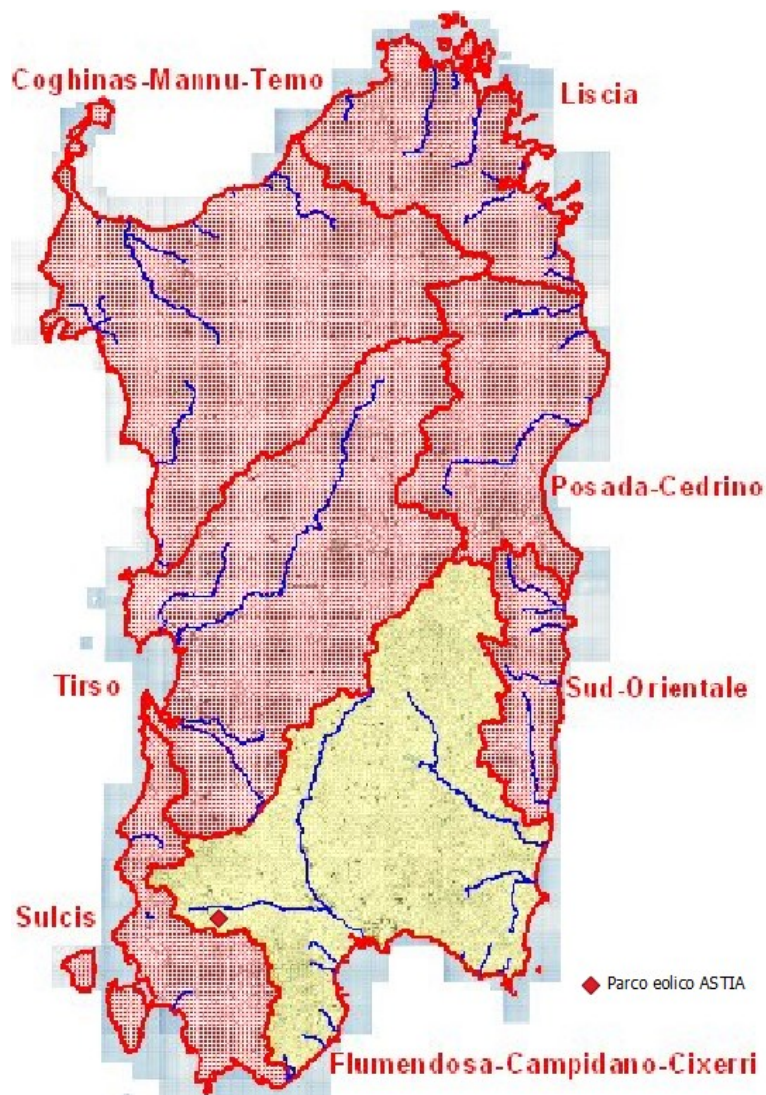 Coghinas-Mannu-Temo
Liscia
Posada-Cedrino
Tirso
Sud-Orientale
Sulcis
Parco eolico ASTIA
Flumendosa-Campidano-Cixerri